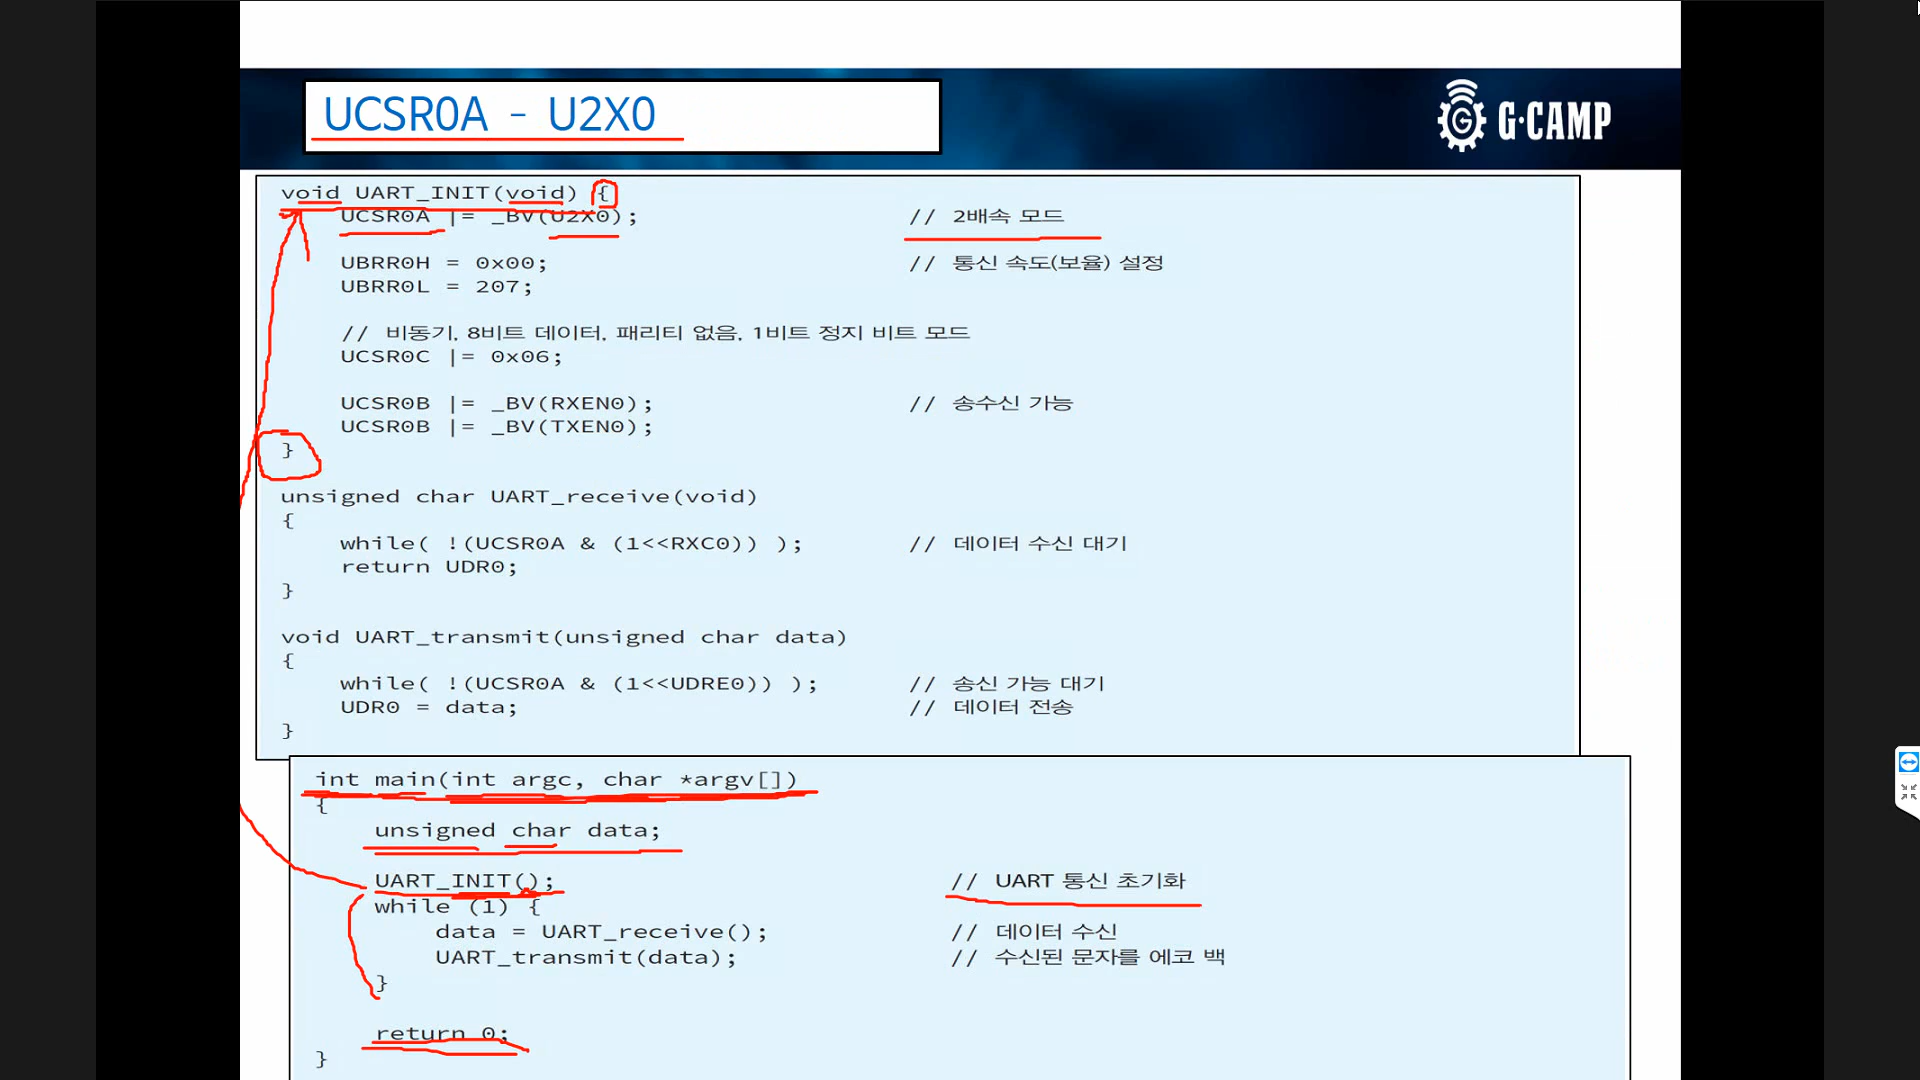 UCSR0A - U2X0
G·CAMP
void UART_INIT(void) {
UCSR0A |= _BV(U2X0); // 2배속 모드
UBRR0H = 0x00; // 통신 속도(보율) 설정
UBRR0L = 207;
// 비동기, 8비트 데이터, 패리티 없음, 1비트 정지 비트 모드
UCSR0C |= 0x06;
UCSR0B |= _BV(RXEN0); // 송수신 가능
UCSR0B |= _BV(TXEN0);
}
unsigned char UART_receive(void)
{
while( !(UCSR0A & (1<<RXC0)) ); // 데이터 수신 대기
return UDR0;
}
void UART_transmit(unsigned char data)
{
while( !(UCSR0A & (1<<UDRE0)) ); // 송신 가능 대기
UDR0 = data; // 데이터 전송
}
int main(int argc, char *argv[])
{
unsigned char data;
UART_INIT(); // UART 통신 초기화
while (1) {
data = UART_receive(); // 데이터 수신
UART_transmit(data); // 수신된 문자를 에코 백
}
return 0;
}